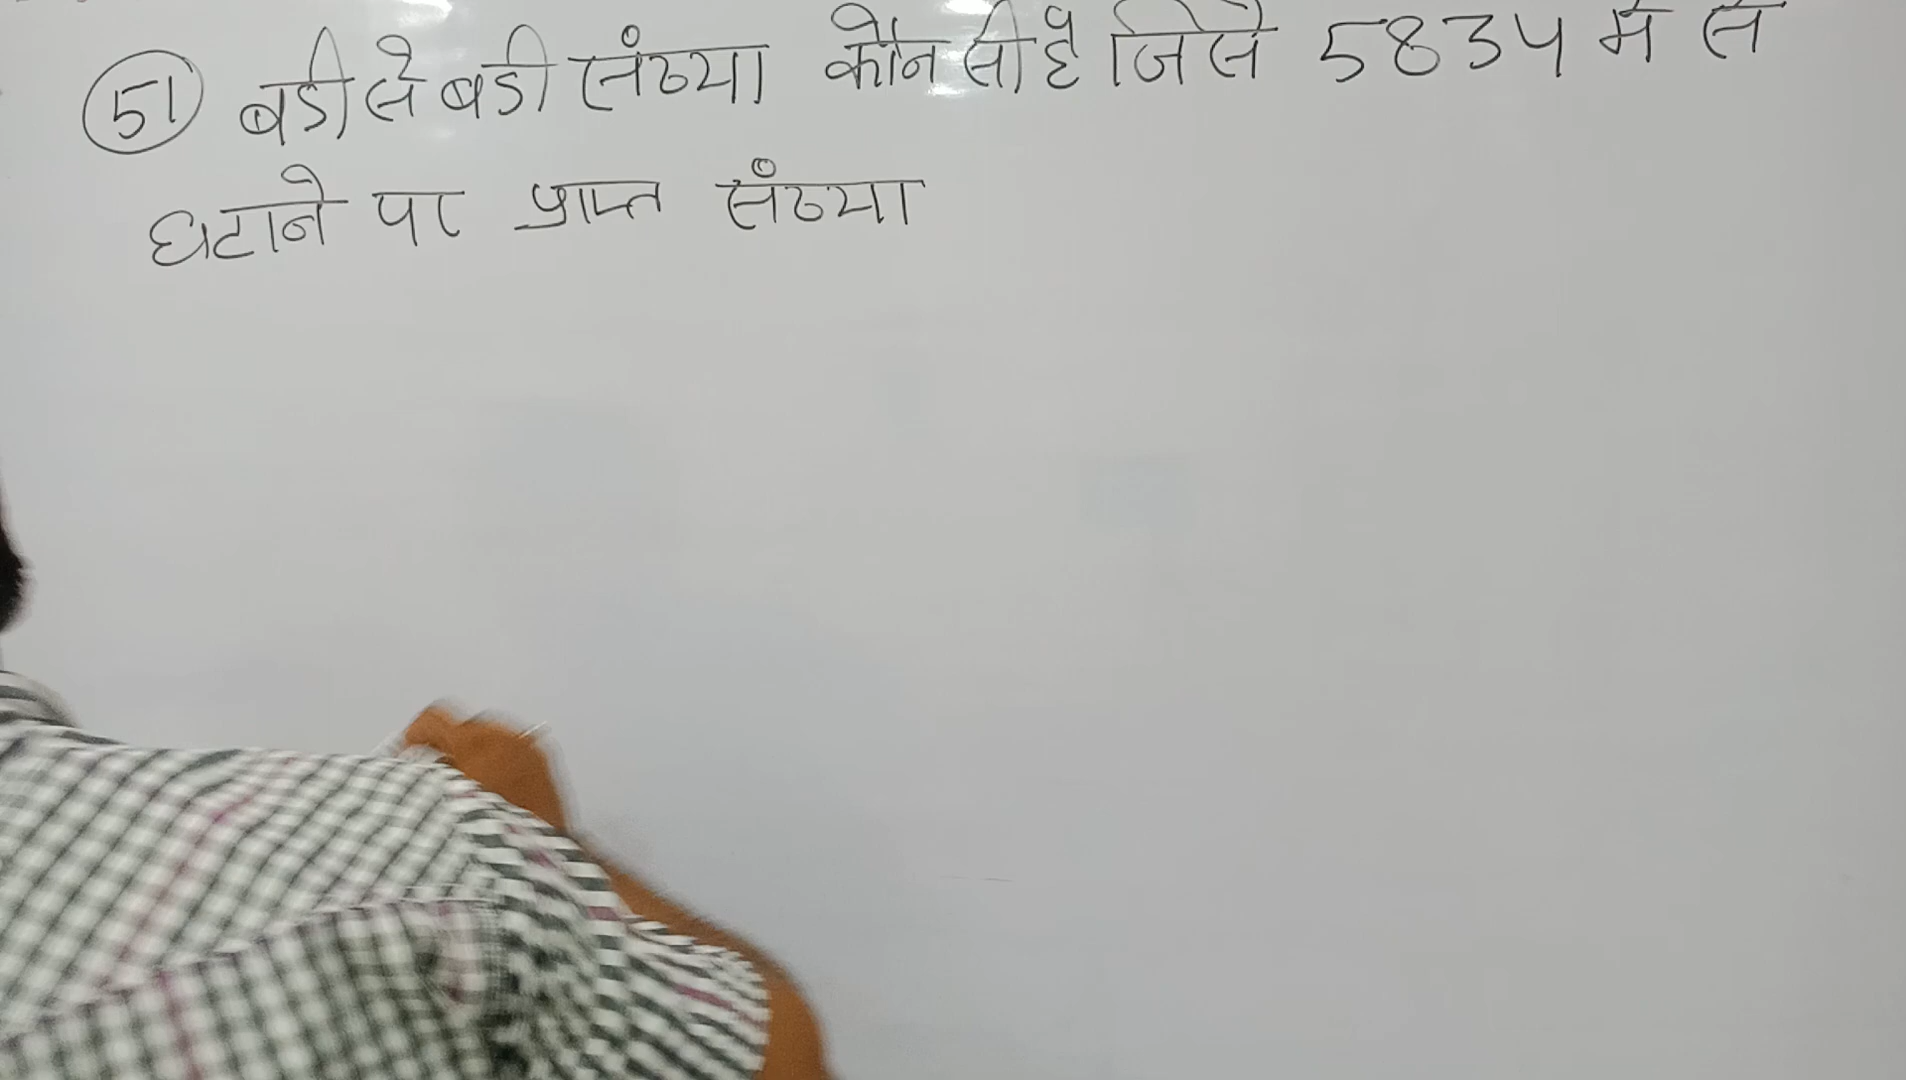 51 बडी से बडी संख्या कौन सी है जिसे 5834 में से
घटाने पर प्राप्त संख्या